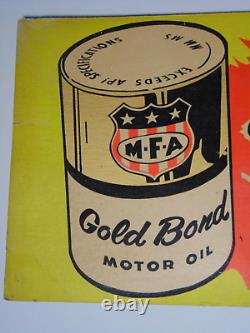 EXCEEDS API SPECIFICATIONS
MM MS
M-F-A
Gold Bond
MOTOR OIL